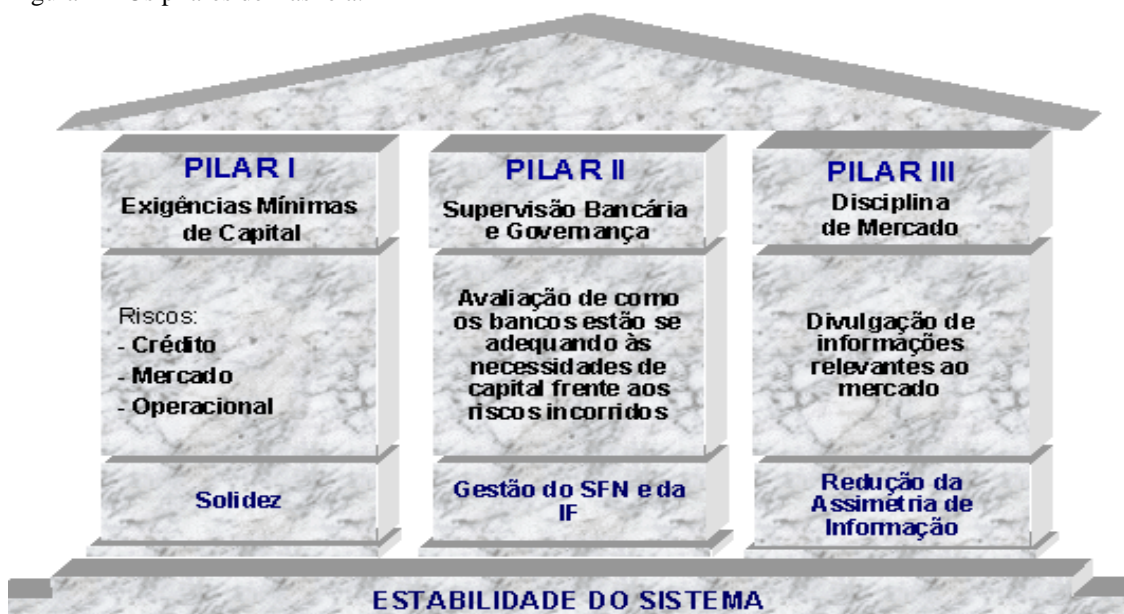 PILAR I
Exigências Mínimas
de Capital
Riscos:
- Crédito
- Mercado
- Operacional
Solidez
PILAR II
Supervisão Bancária
e Governança
Avaliação de como
os bancos estão se
adequando às
necessidades de
capital frente aos
riscos incorridos
Gestão do SFN e da
IF
PILAR III
Disciplina
de Mercado
Divulgação de
informações
relevantes ao
mercado
Redução da
Assimetria de
Informação
ESTABILIDADE DO SISTEMA